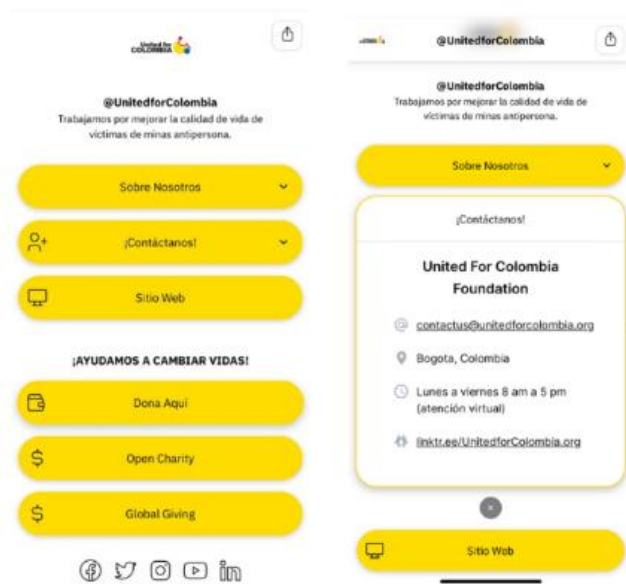 United for
COLOMBIA
@UnitedforColombia
Trabajamos por mejorar la calidad de vida de
víctimas de minas antipersona.
Sobre Nosotros
¡Contáctanos!
Sitio Web
¡AYUDAMOS A CAMBIAR VIDAS!
Dona Aquí
Open Charity
Global Giving
@UnitedforColombia
@UnitedforColombia
Trabajamos por mejorar la calidad de vida de
víctimas de minas antipersona.
Sobre Nosotros
¡Contáctanos!
United For Colombia
Foundation
contactus@unitedforcolombia.org
Bogota, Colombia
Lunes a viernes 8 am a 5 pm
(atención virtual)
linktr.ee/UnitedforColombia.org
Sitio Web